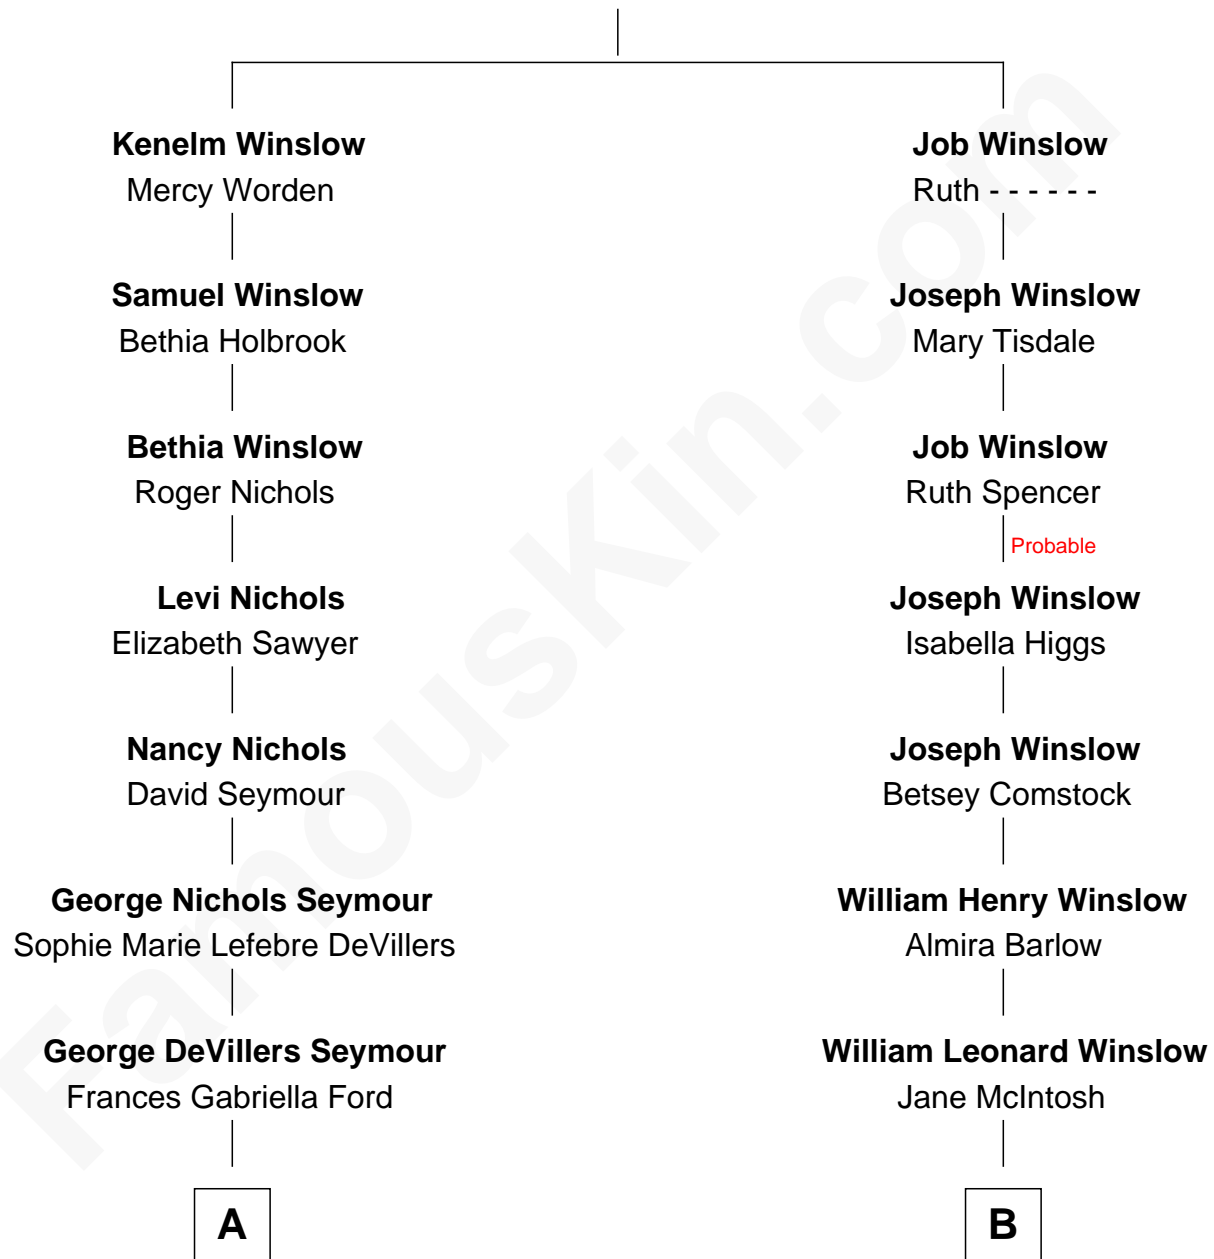 Kenelm Winslow
Mercy Worden
Samuel Winslow
Bethia Holbrook
Bethia Winslow
Roger Nichols
Levi Nichols
Elizabeth Sawyer
Nancy Nichols
David Seymour
George Nichols Seymour
Sophie Marie Lefebre DeVillers
George DeVillers Seymour
Frances Gabriella Ford
A
Job Winslow
Ruth - - - - - -
Joseph Winslow
Mary Tisdale
Job Winslow
Ruth Spencer
Probable
Joseph Winslow
Isabella Higgs
Joseph Winslow
Betsey Comstock
William Henry Winslow
Almira Barlow
William Leonard Winslow
Jane McIntosh
B
FamousKin.com